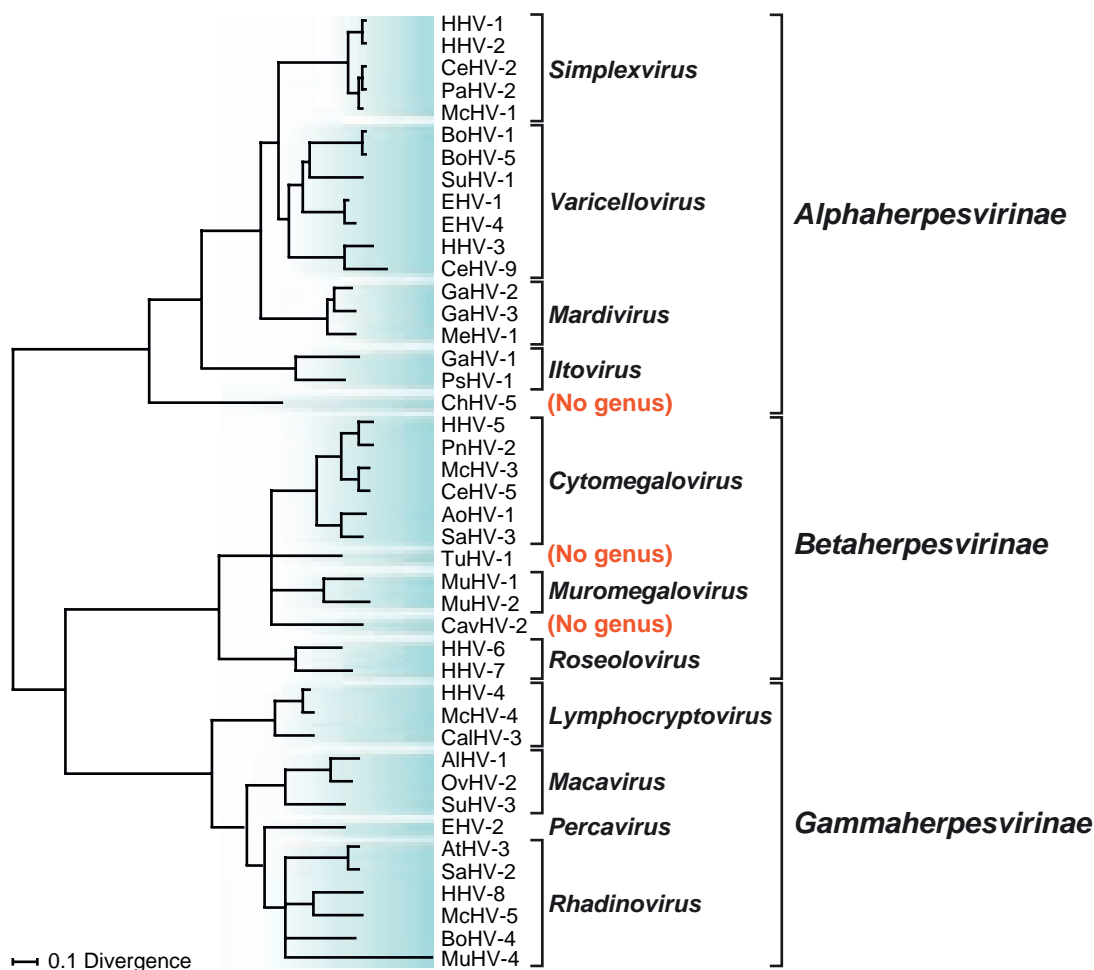 HHV-1
HHV-2
CeHV-2
PaHV-2
McHV-1
Simplexvirus
BoHV-1
BoHV-5
SuHV-1
EHV-1
EHV-4
HHV-3
CeHV-9
Varicellovirus
GaHV-2
GaHV-3
MeHV-1
Mardivirus
GaHV-1
PsHV-1
Iltovirus
ChHV-5
(No genus)
Alphaherpesvirinae
HHV-5
PnHV-2
McHV-3
CeHV-5
AoHV-1
SaHV-3
Cytomegalovirus
TuHV-1
(No genus)
MuHV-1
MuHV-2
Muromegalovirus
CavHV-2
(No genus)
HHV-6
HHV-7
Roseolovirus
Betaherpesvirinae
HHV-4
McHV-4
CalHV-3
Lymphocryptovirus
AlHV-1
OvHV-2
SuHV-3
Macavirus
EHV-2
Percavirus
AtHV-3
SaHV-2
HHV-8
McHV-5
BoHV-4
MuHV-4
Rhadinovirus
Gammaherpesvirinae
0.1 Divergence